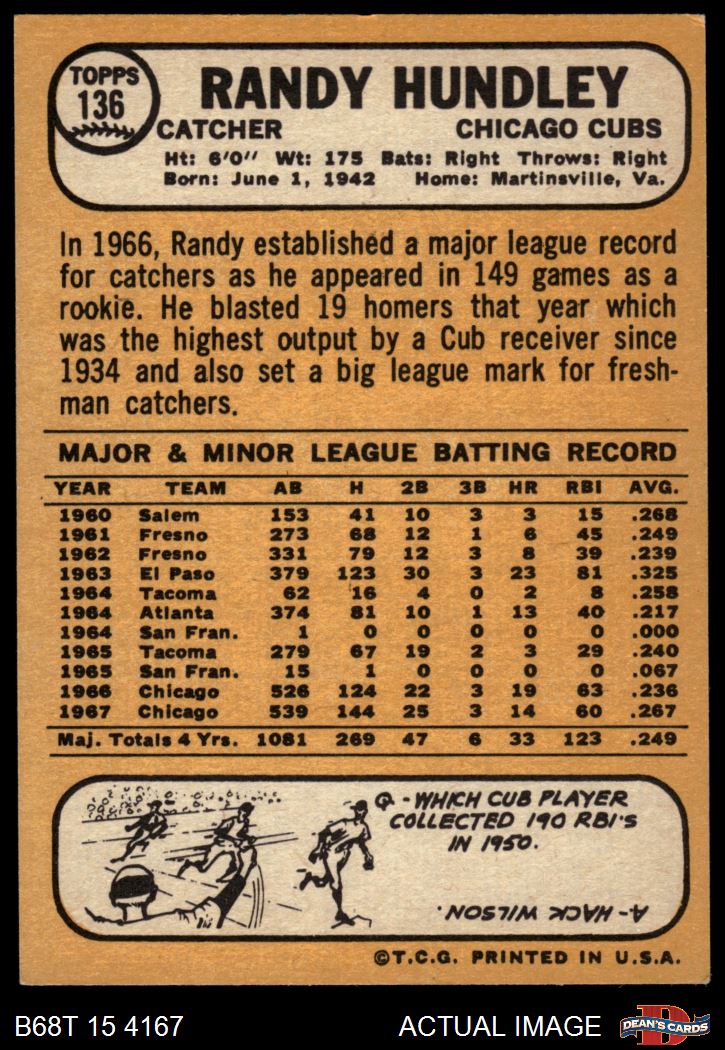 TOPPS
136
RANDY HUNDLEY
CATCHER CHICAGO CUBS
Ht: 6'0" Wt: 175 Bats: Right Throws: Right
Born: June 1, 1942 Home: Martinsville, Va.
In 1966, Randy established a major league record
for catchers as he appeared in 149 games as a
rookie. He blasted 19 homers that year which
was the highest output by a Cub receiver since
1934 and also set a big league mark for fresh-
man catchers.
MAJOR & MINOR LEAGUE BATTING RECORD
YEAR TEAM AB H 2B 3B HR RBI AVG.
1960 Salem 153 41 10 3 3 15 .268
1961 Fresno 273 68 12 1 6 45 .249
1962 Fresno 331 79 12 3 8 39 .239
1963 El Paso 379 123 30 3 23 81 .325
1964 Tacoma 62 16 4 0 2 8 .258
1964 Atlanta 374 81 10 1 13 40 .217
1964 San Fran. 1 0 0 0 0 0 .000
1965 Tacoma 279 67 19 2 3 29 .240
1965 San Fran. 15 1 0 0 0 0 .067
1966 Chicago 526 124 22 3 19 63 .236
1967 Chicago 539 144 25 3 14 60 .267
Maj. Totals 4 Yrs. 1081 269 47 6 33 123 .249
Q - WHICH CUB PLAYER
COLLECTED 190 RBI'S
IN 1950.
A- HACK WILSON.
©T.C.G. PRINTED IN U.S.A.
B68T 15 4167 ACTUAL IMAGE D DEAN'S CARDS